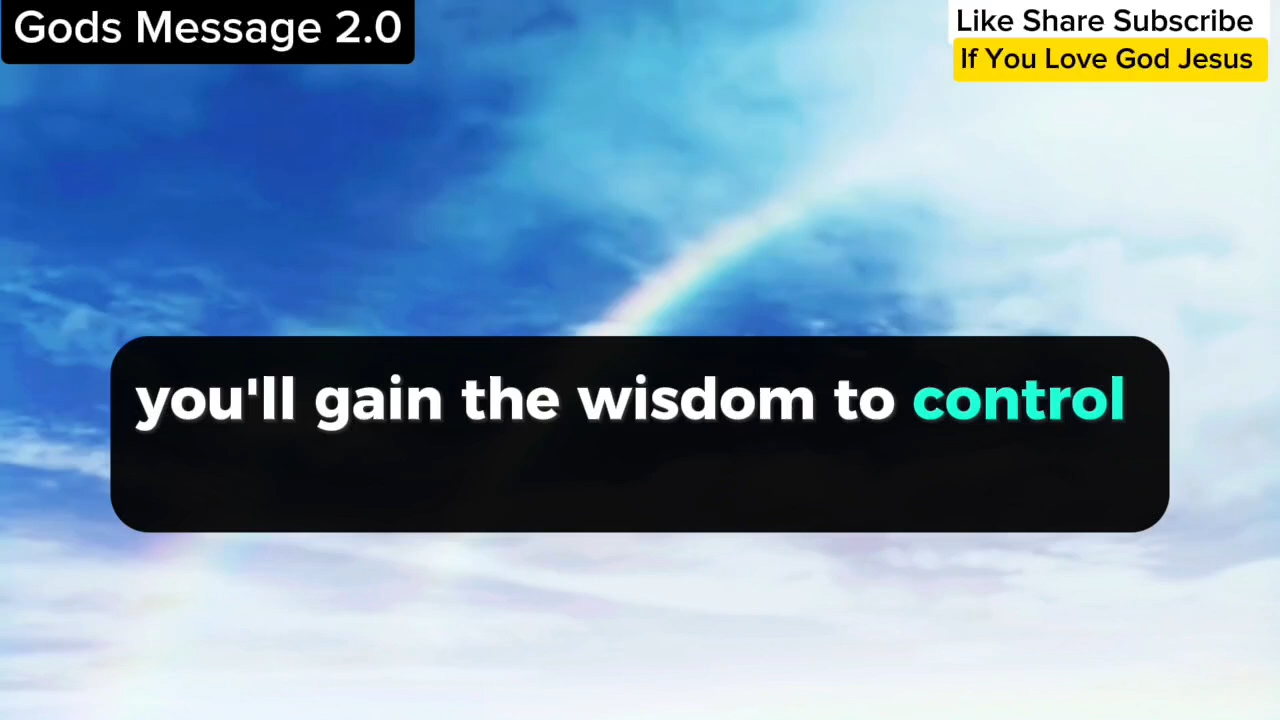 Gods Message 2.0
Like Share Subscribe
If You Love God Jesus
you'll gain the wisdom to control